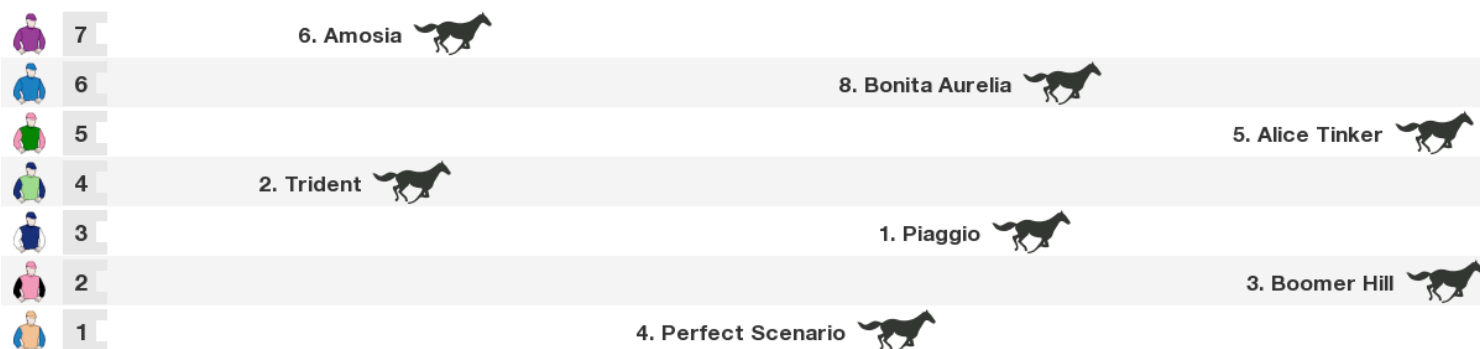 7 6. Amosia
6 8. Bonita Aurelia
5 5. Alice Tinker
4 2. Trident
3 1. Piaggio
2 3. Boomer Hill
1 4. Perfect Scenario